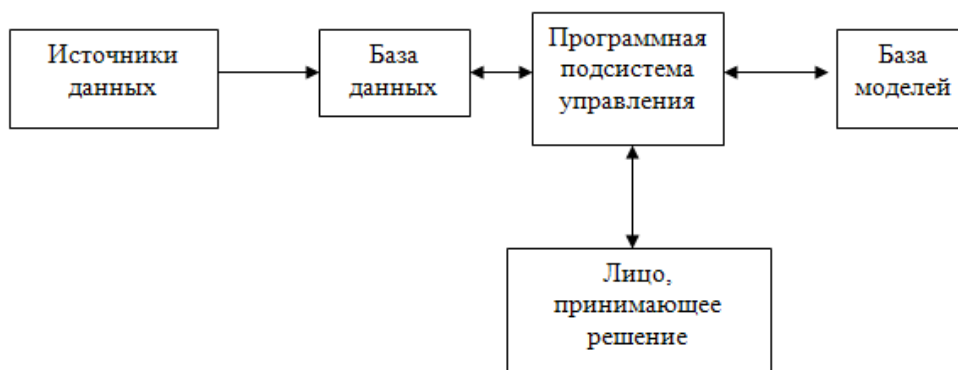 Источники
данных
База
данных
Программная
подсистема
управления
База
моделей
Лицо,
принимающее
решение